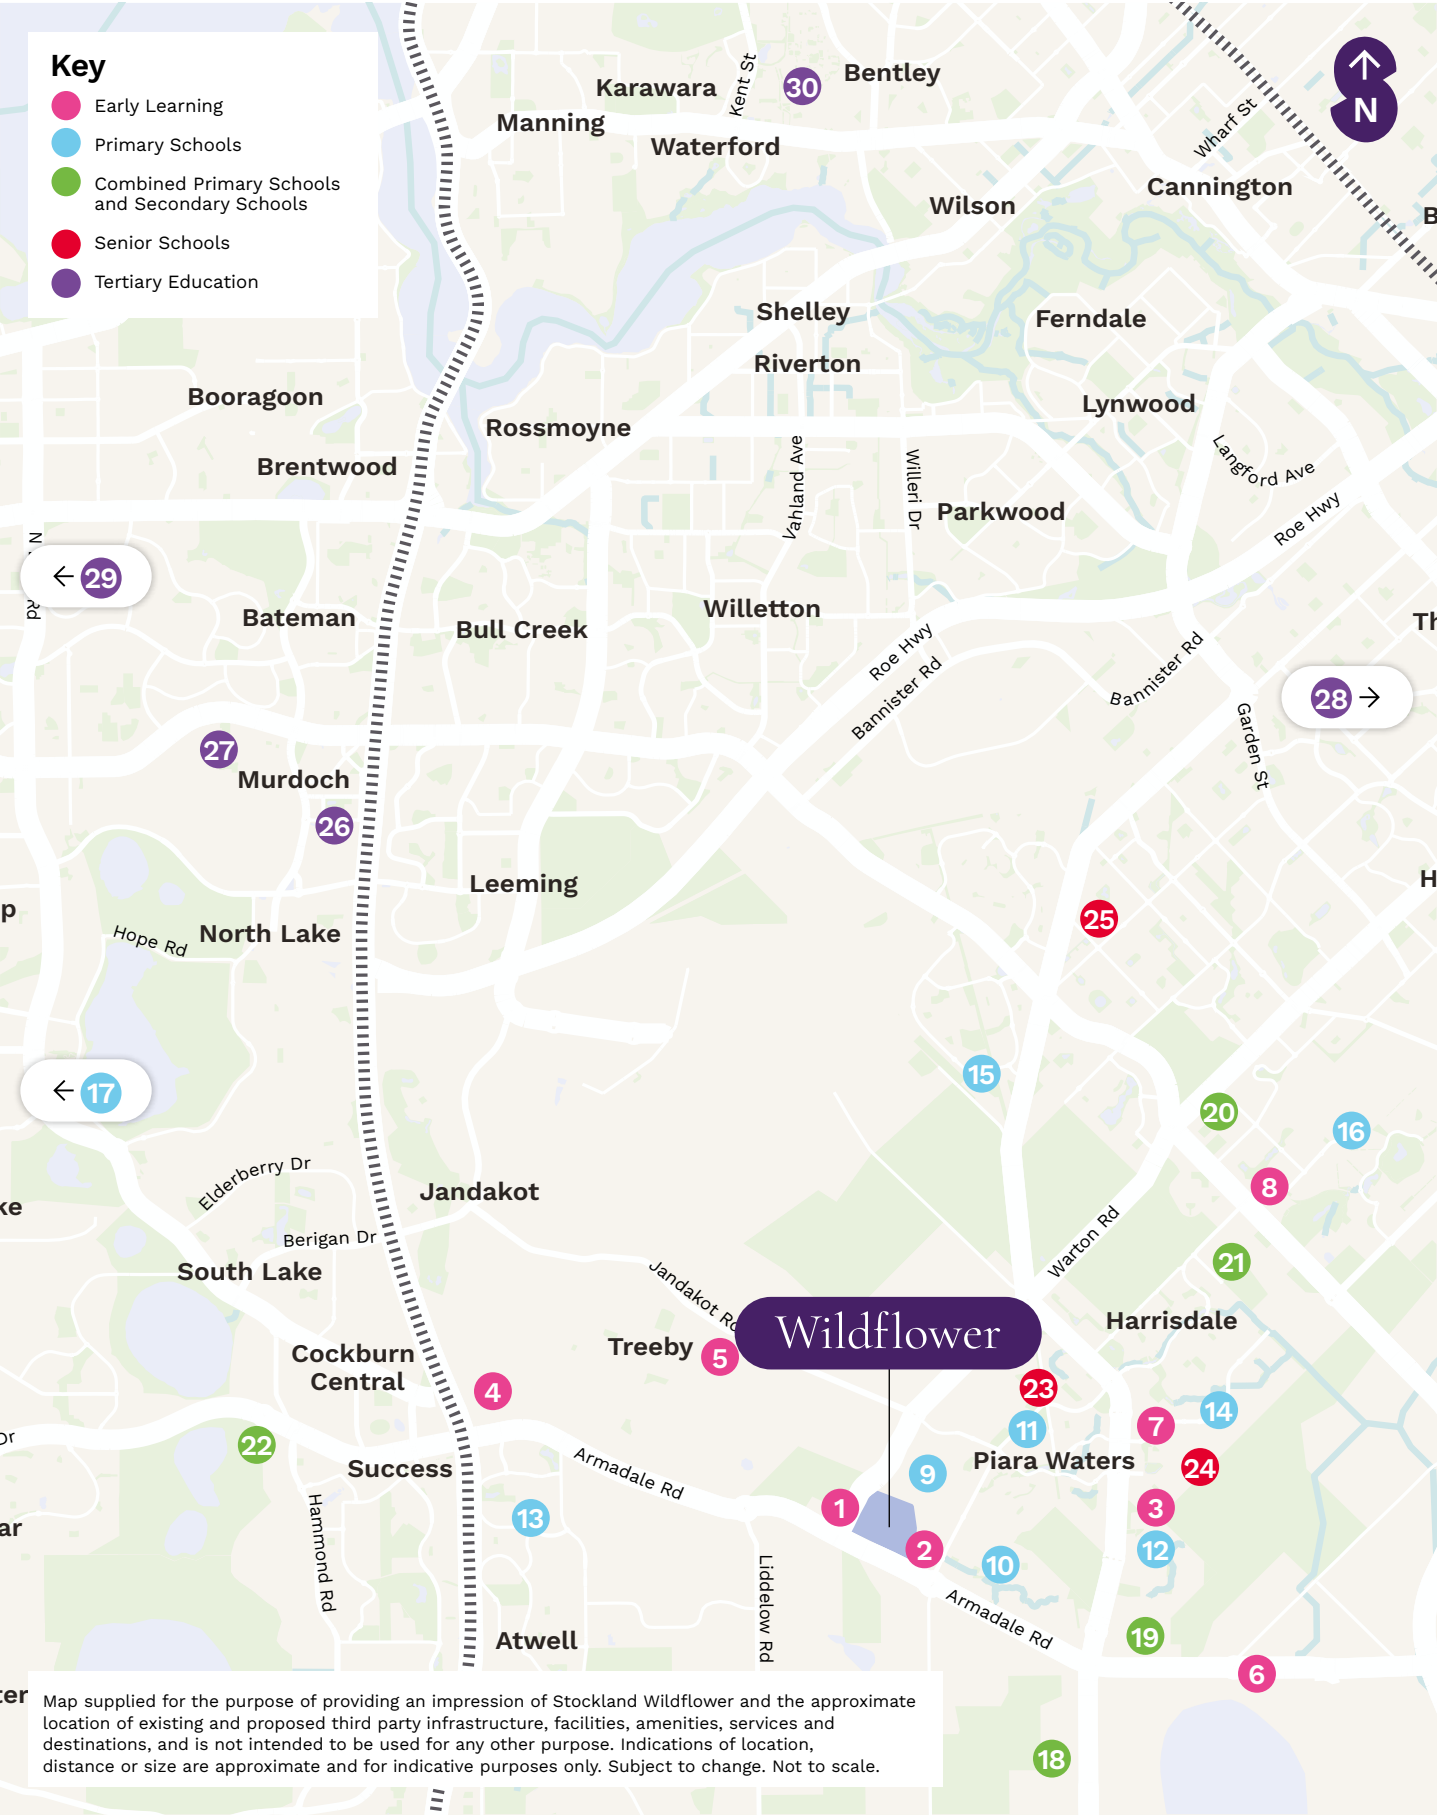 Key
Early Learning
Primary Schools
Combined Primary Schools
and Secondary Schools
Senior Schools
Tertiary Education
N
Kent St
30
Bentley
Karawara
Manning
Waterford
Wharf St
Cannington
Wilson
B
Shelley
Ferndale
Riverton
Booragoon
Lynwood
Rossmoyne
Brentwood
Vahland Ave
Willeri Dr
Langford Ave
Parkwood
Roe Hwy
N
Rd
← 29
Bateman
Bull Creek
Willetton
Th
Roe Hwy
Bannister Rd
Bannister Rd
28 →
Garden St
27
Murdoch
26
Leeming
H
p
25
North Lake
Hope Rd
15
← 17
20
16
Elderberry Dr
Jandakot
8
ke
Berigan Dr
Warton Rd
South Lake
21
Jandakot Rd
Harrisdale
Wildflower
Treeby
5
Cockburn
Central
4
23
14
7
11
Dr
22
Piara Waters
Success
24
9
Armadale Rd
1
3
13
ar
2
12
10
Hammond Rd
Liddelow Rd
Armadale Rd
Atwell
19
6
ter
18
Map supplied for the purpose of providing an impression of Stockland Wildflower and the approximate
location of existing and proposed third party infrastructure, facilities, amenities, services and
destinations, and is not intended to be used for any other purpose. Indications of location,
distance or size are approximate and for indicative purposes only. Subject to change. Not to scale.